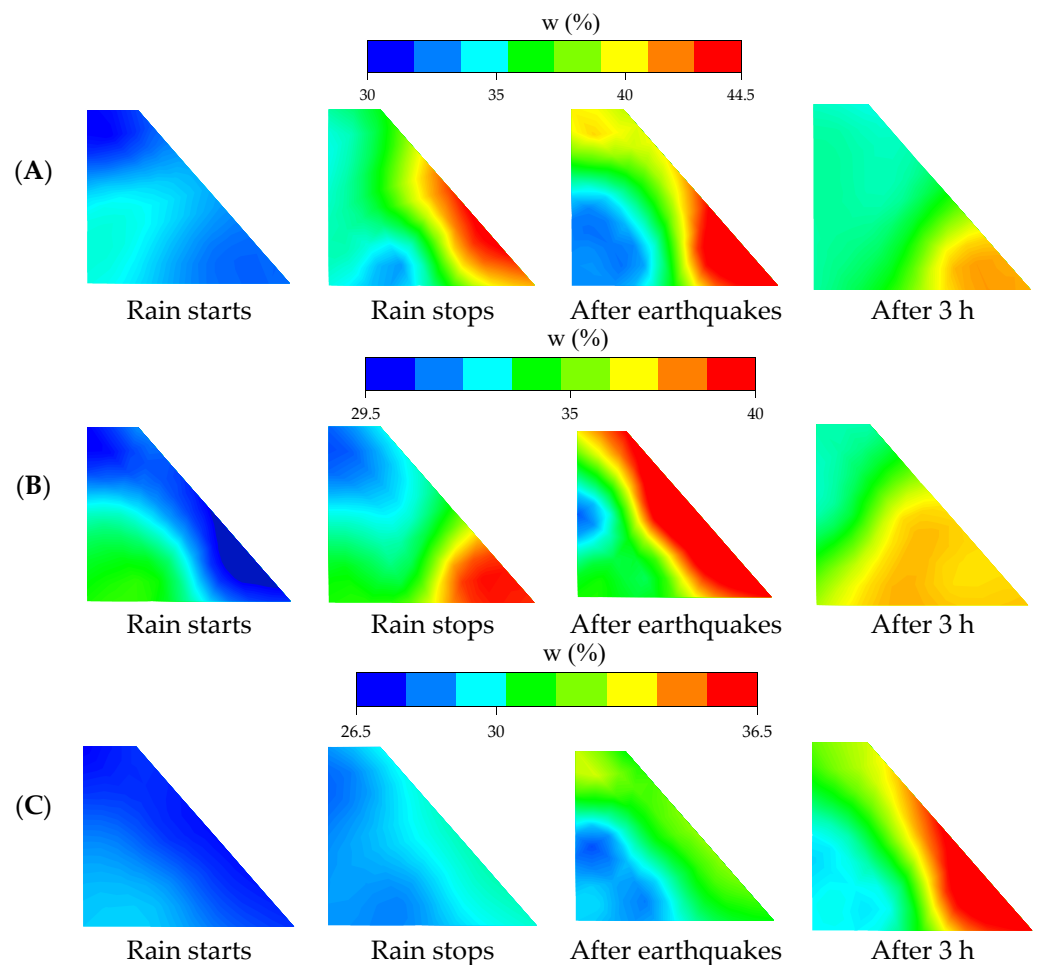 w (%)
30 35 40 44.5
(A)
Rain starts Rain stops After earthquakes After 3 h
w (%)
29.5 35 40
(B)
Rain starts Rain stops After earthquakes After 3 h
w (%)
26.5 30 36.5
(C)
Rain starts Rain stops After earthquakes After 3 h